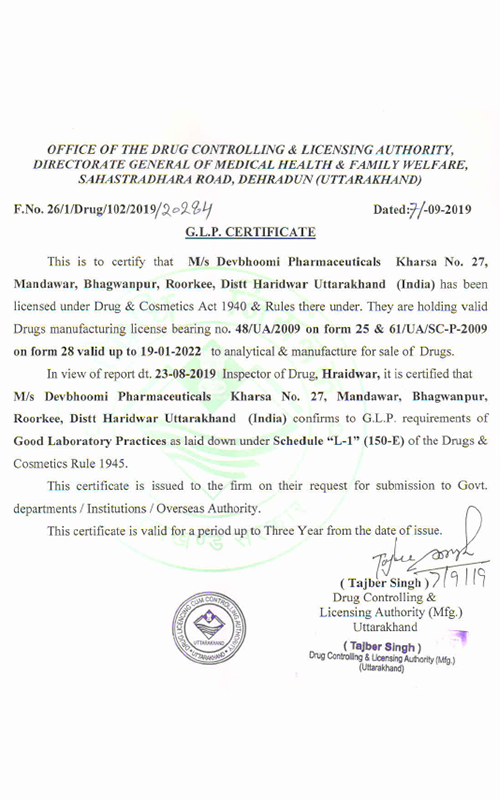 OFFICE OF THE DRUG CONTROLLING & LICENSING AUTHORITY,
DIRECTORATE GENERAL OF MEDICAL HEALTH & FAMILY WELFARE,
SAHASTRADHARA ROAD, DEHRADUN (UTTARAKHAND)
F.No. 26/1/Drug/102/2019/20284 Dated:7/-09-2019
G.L.P. CERTIFICATE
This is to certify that M/s Devbhoomi Pharmaceuticals Kharsa No. 27,
Mandawar, Bhagwanpur, Roorkee, Distt Haridwar Uttarakhand (India) has been
licensed under Drug & Cosmetics Act 1940 & Rules there under. They are holding valid
Drugs manufacturing license bearing no. 48/UA/2009 on form 25 & 61/UA/SC-P-2009
on form 28 valid up to 19-01-2022 to analytical & manufacture for sale of Drugs.
In view of report dt. 23-08-2019 Inspector of Drug, Hraidwar, it is certified that
M/s Devbhoomi Pharmaceuticals Kharsa No. 27, Mandawar, Bhagwanpur,
Roorkee, Distt Haridwar Uttarakhand (India) confirms to G.L.P. requirements of
Good Laboratory Practices as laid down under Schedule “L-1” (150-E) of the Drugs &
Cosmetics Rule 1945.
This certificate is issued to the firm on their request for submission to Govt.
departments / Institutions / Overseas Authority.
This certificate is valid for a period up to Three Year from the date of issue.
Tajber Singh
7/9/19
( Tajber Singh )
Drug Controlling &
Licensing Authority (Mfg.)
Uttarakhand
( Tajber Singh )
Drug Controlling & Licensing Authority (Mfg.)
(Uttarakhand)
DRUG LICENSING CUM CONTROLLING AUTHORITY
UTTARAKHAND
UTTARAKHAND